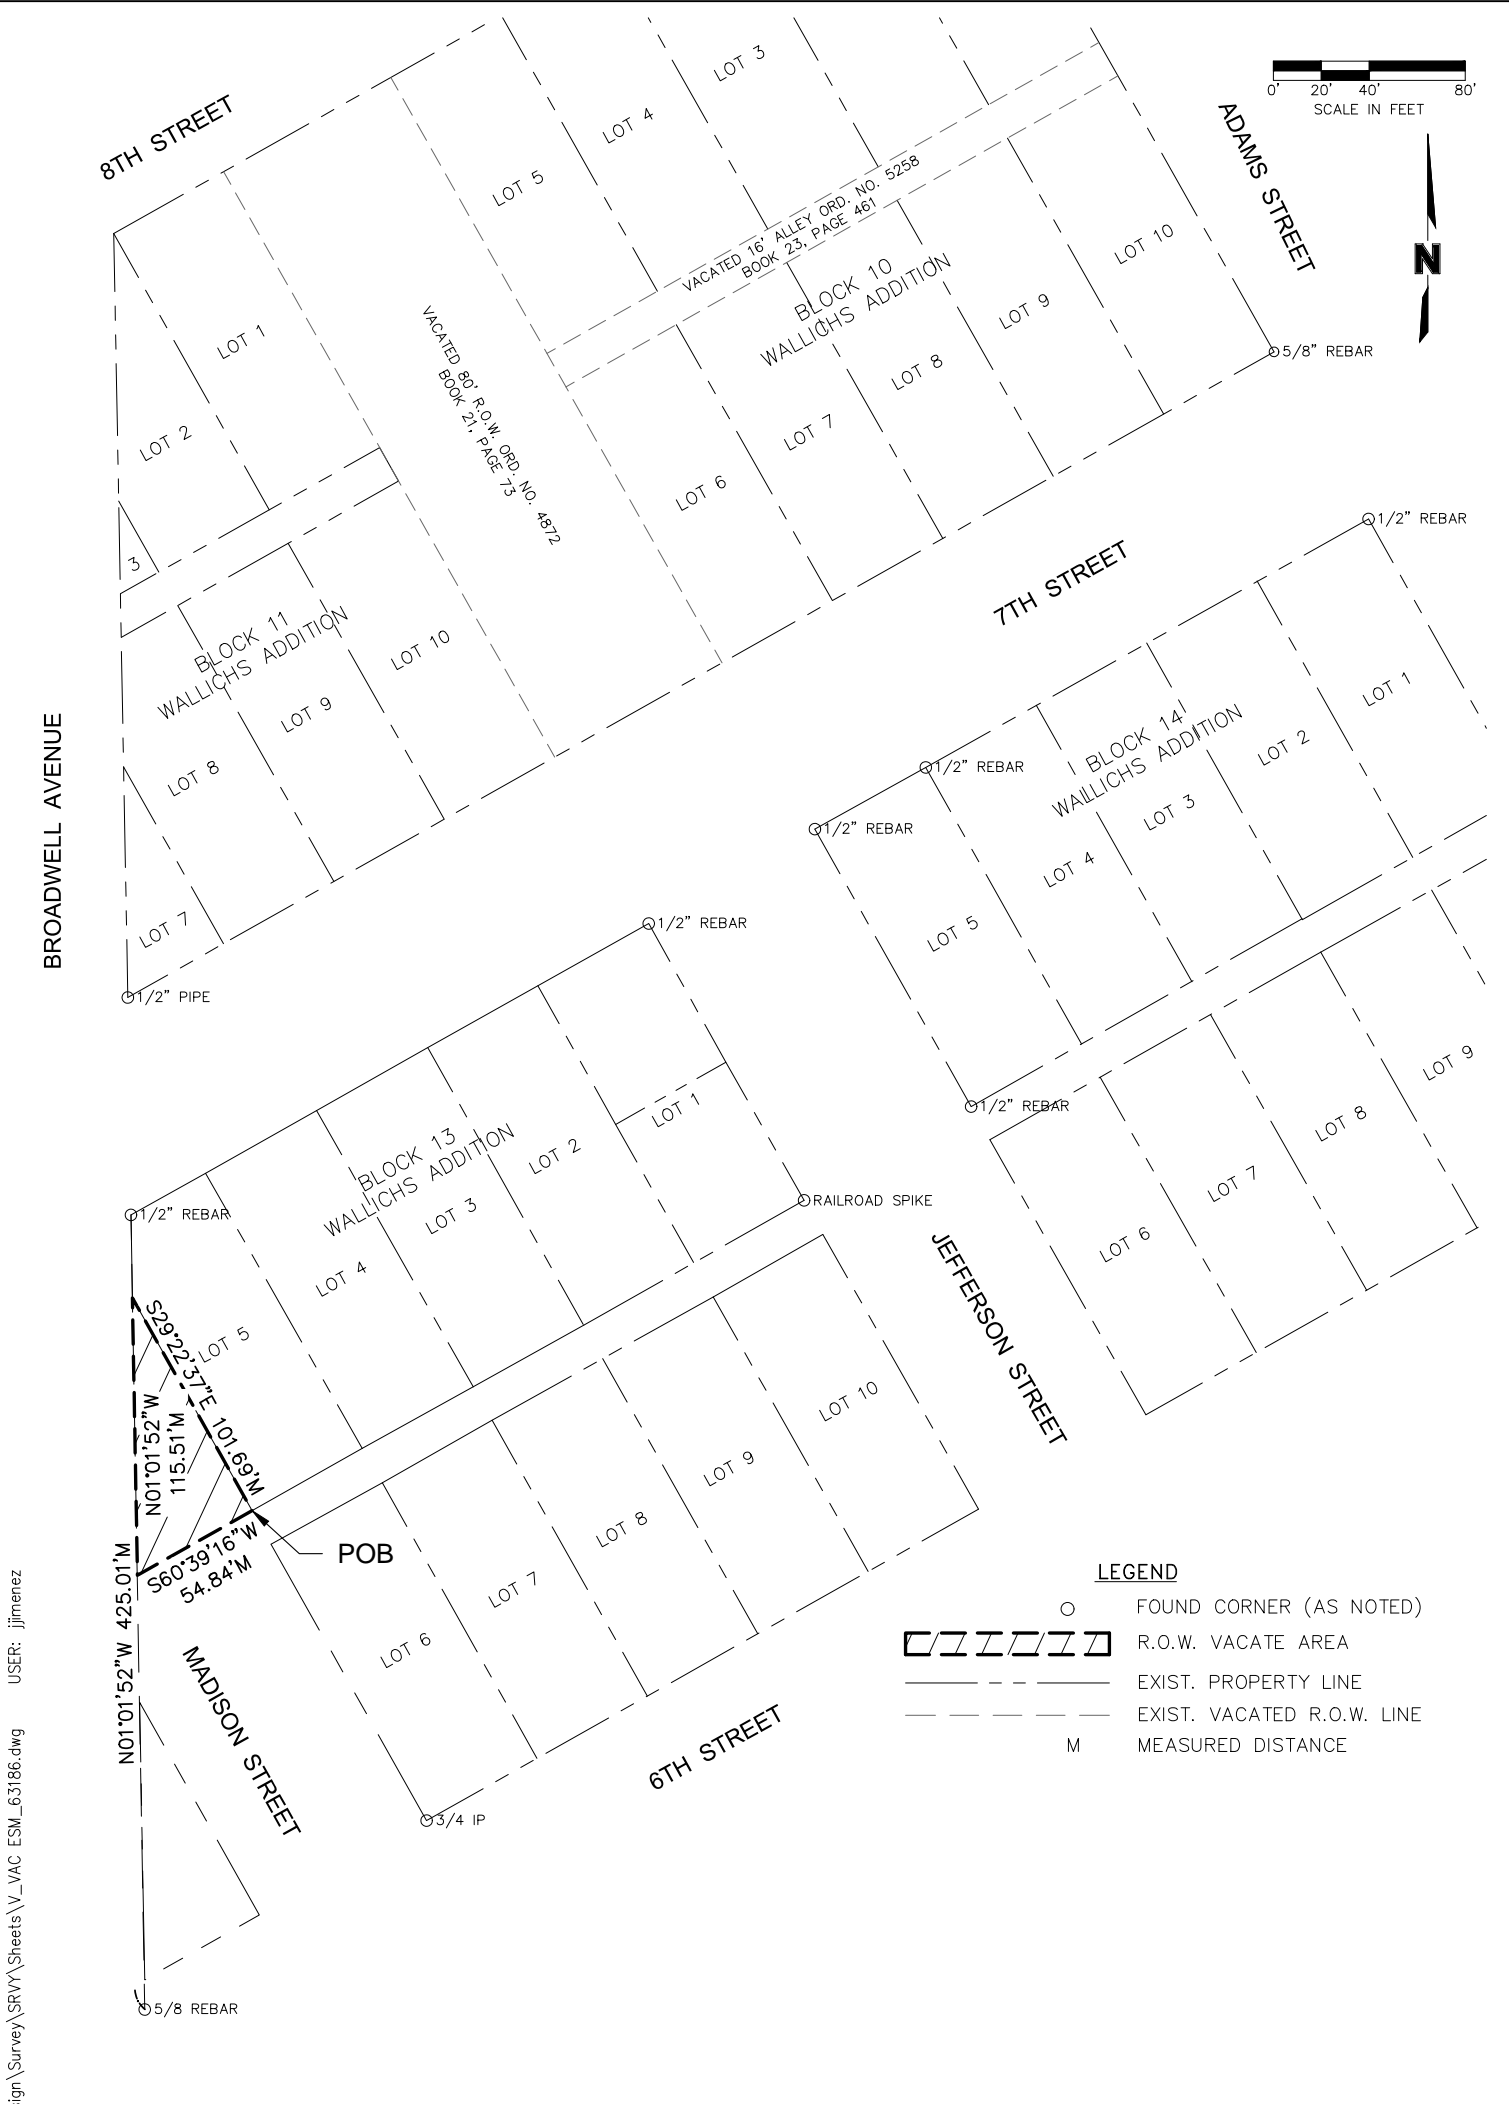 8TH STREET
0' 20' 40' 80'
SCALE IN FEET
ADAMS STREET
N
LOT 3
LOT 4
LOT 5
VACATED 16' ALLEY ORD. NO. 5258
BOOK 23, PAGE 461
BLOCK 10
WALLICHS ADDITION
LOT 10
LOT 9
LOT 8
LOT 7
LOT 6
5/8" REBAR
LOT 1
LOT 2
3
VACATED 80' R.O.W. ORD. NO. 4872
BOOK 21, PAGE 73
BLOCK 11
WALLICHS ADDITION
LOT 10
LOT 9
LOT 8
LOT 7
1/2" PIPE
BROADWELL AVENUE
7TH STREET
1/2" REBAR
1/2" REBAR
1/2" REBAR
BLOCK 14
WALLICHS ADDITION
LOT 1
LOT 2
LOT 3
LOT 4
LOT 5
1/2" REBAR
LOT 9
LOT 8
LOT 7
LOT 6
1/2" REBAR
BLOCK 13
WALLICHS ADDITION
LOT 1
LOT 2
LOT 3
LOT 4
LOT 5
1/2" REBAR
RAILROAD SPIKE
JEFFERSON STREET
S29°22'37"E 101.69'M
N01°01'52"W
115.51'M
S60°39'16"W
54.84'M
POB
N01°01'52"W 425.01'M
LOT 10
LOT 9
LOT 8
LOT 7
LOT 6
MADISON STREET
6TH STREET
3/4 IP
5/8 REBAR
LEGEND
FOUND CORNER (AS NOTED)
R.O.W. VACATE AREA
EXIST. PROPERTY LINE
EXIST. VACATED R.O.W. LINE
M MEASURED DISTANCE
ign\Survey\SRVY\Sheets\V_VAC ESM_63186.dwg USER: jjimenez